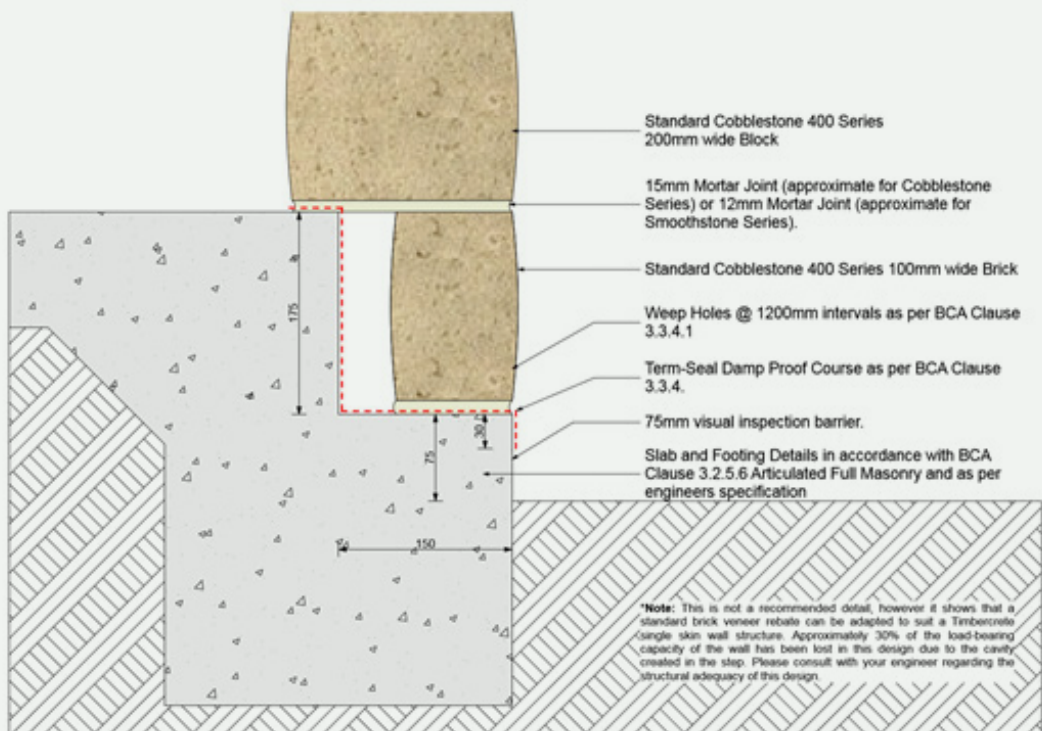 Standard Cobblestone 400 Series
200mm wide Block
15mm Mortar Joint (approximate for Cobblestone
Series) or 12mm Mortar Joint (approximate for
Smoothstone Series).
Standard Cobblestone 400 Series 100mm wide Brick
Weep Holes @ 1200mm intervals as per BCA Clause
3.3.4.1
Term-Seal Damp Proof Course as per BCA Clause
3.3.4.
75mm visual inspection barrier.
Slab and Footing Details in accordance with BCA
Clause 3.2.5.6 Articulated Full Masonry and as per
engineers specification
175
30
75
150
*Note: This is not a recommended detail, however it shows that a
standard brick veneer rebate can be adapted to suit a Timbercrete
single skin wall structure. Approximately 30% of the load-bearing
capacity of the wall has been lost in this design due to the cavity
created in the step. Please consult with your engineer regarding the
structural adequacy of this design.